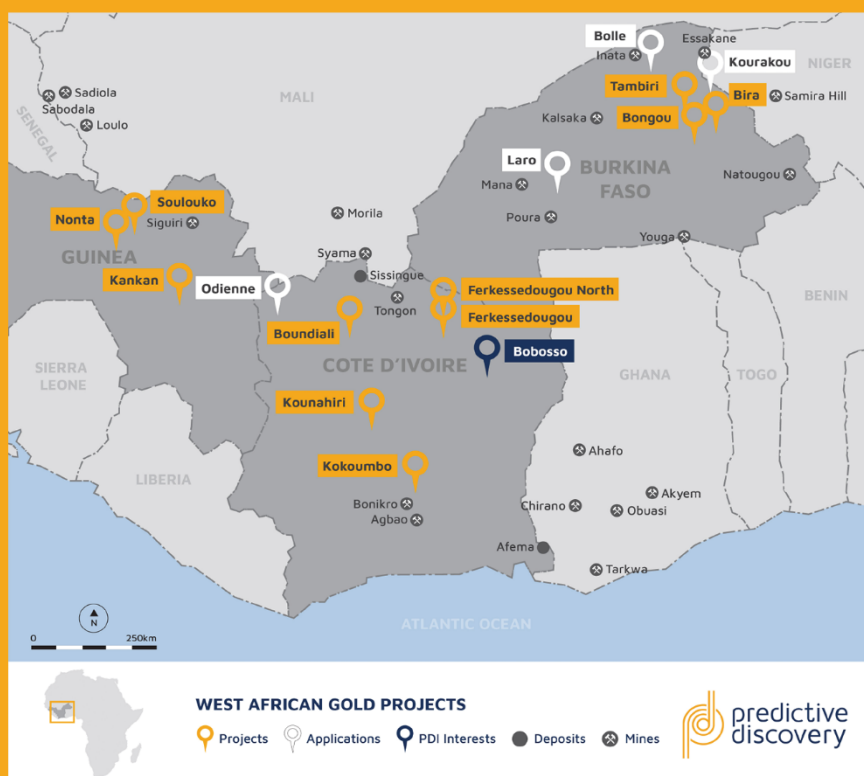 Bolle
Essakane
Inata
Kourakou
NIGER
Sadiola
Sabodala
MALI
Tambiri
Bira
Samira Hill
Loulo
Kalsaka
Bongou
SENEGAL
Laro
BURKINA
FASO
Natougou
Mana
Soulouko
Nonta
Siguiri
Morila
Poura
Youga
GUINEA
Syama
Kankan
Odienne
Sissingue
Ferkessedougou North
Tongon
Ferkessedougou
Boundiali
BENIN
COTE D'IVOIRE
Bobosso
SIERRA
LEONE
GHANA
TOGO
Kounahiri
Kokoumbo
Ahafo
LIBERIA
Bonikro
Akyem
Chirano
Obuasi
Agbao
Afema
Tarkwa
N
0 250km
ATLANTIC OCEAN
WEST AFRICAN GOLD PROJECTS
Projects Applications PDI Interests Deposits Mines
predictive
discovery